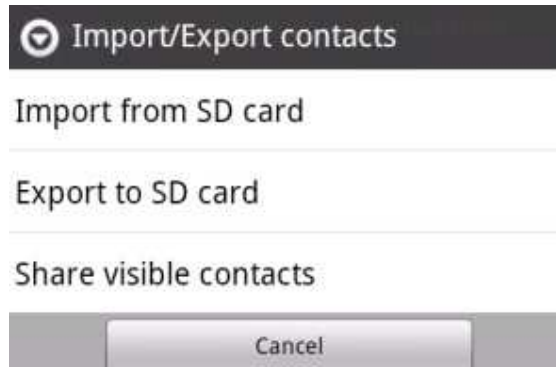 Import/Export contacts
Import from SD card
Export to SD card
Share visible contacts
Cancel